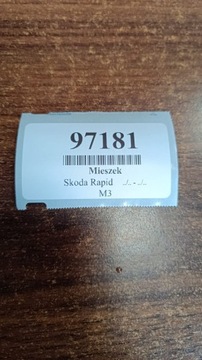 97181
Mieszek
Skoda Rapid ./. - ./.
M3